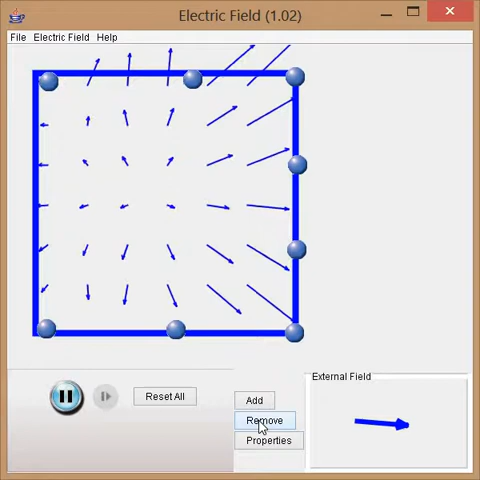 Electric Field (1.02)
File Electric Field Help
External Field
Reset All
Add
Remove
Properties